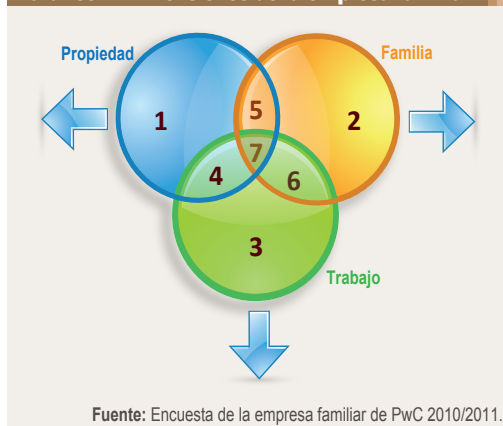 Propiedad
Familia
1
5
2
7
4
6
3
Trabajo
Fuente: Encuesta de la empresa familiar de PwC 2010/2011.